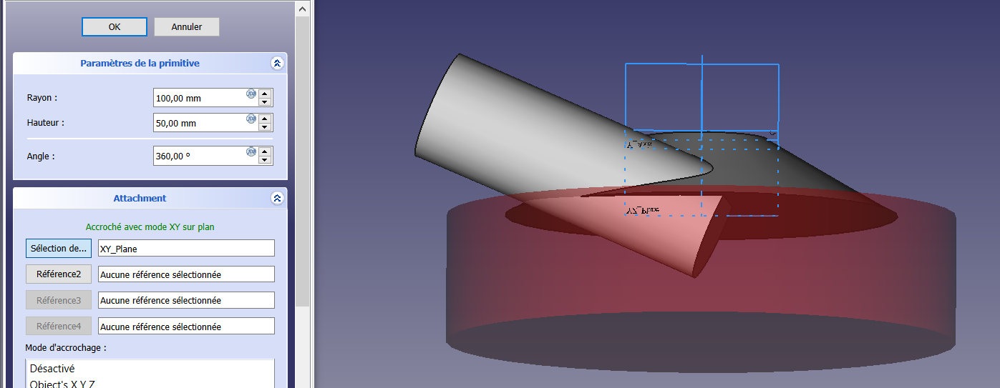 OK Annuler
Paramètres de la primitive
Rayon : 100,00 mm
Hauteur : 50,00 mm
Angle : 360,00 º
Attachment
Accroché avec mode XY sur plan
Sélection de... XY_Plane
Référence2 Aucune référence sélectionnée
Référence3 Aucune référence sélectionnée
Référence4 Aucune référence sélectionnée
Mode d'accrochage :
Désactivé
Object's X Y Z
YZ_Plane